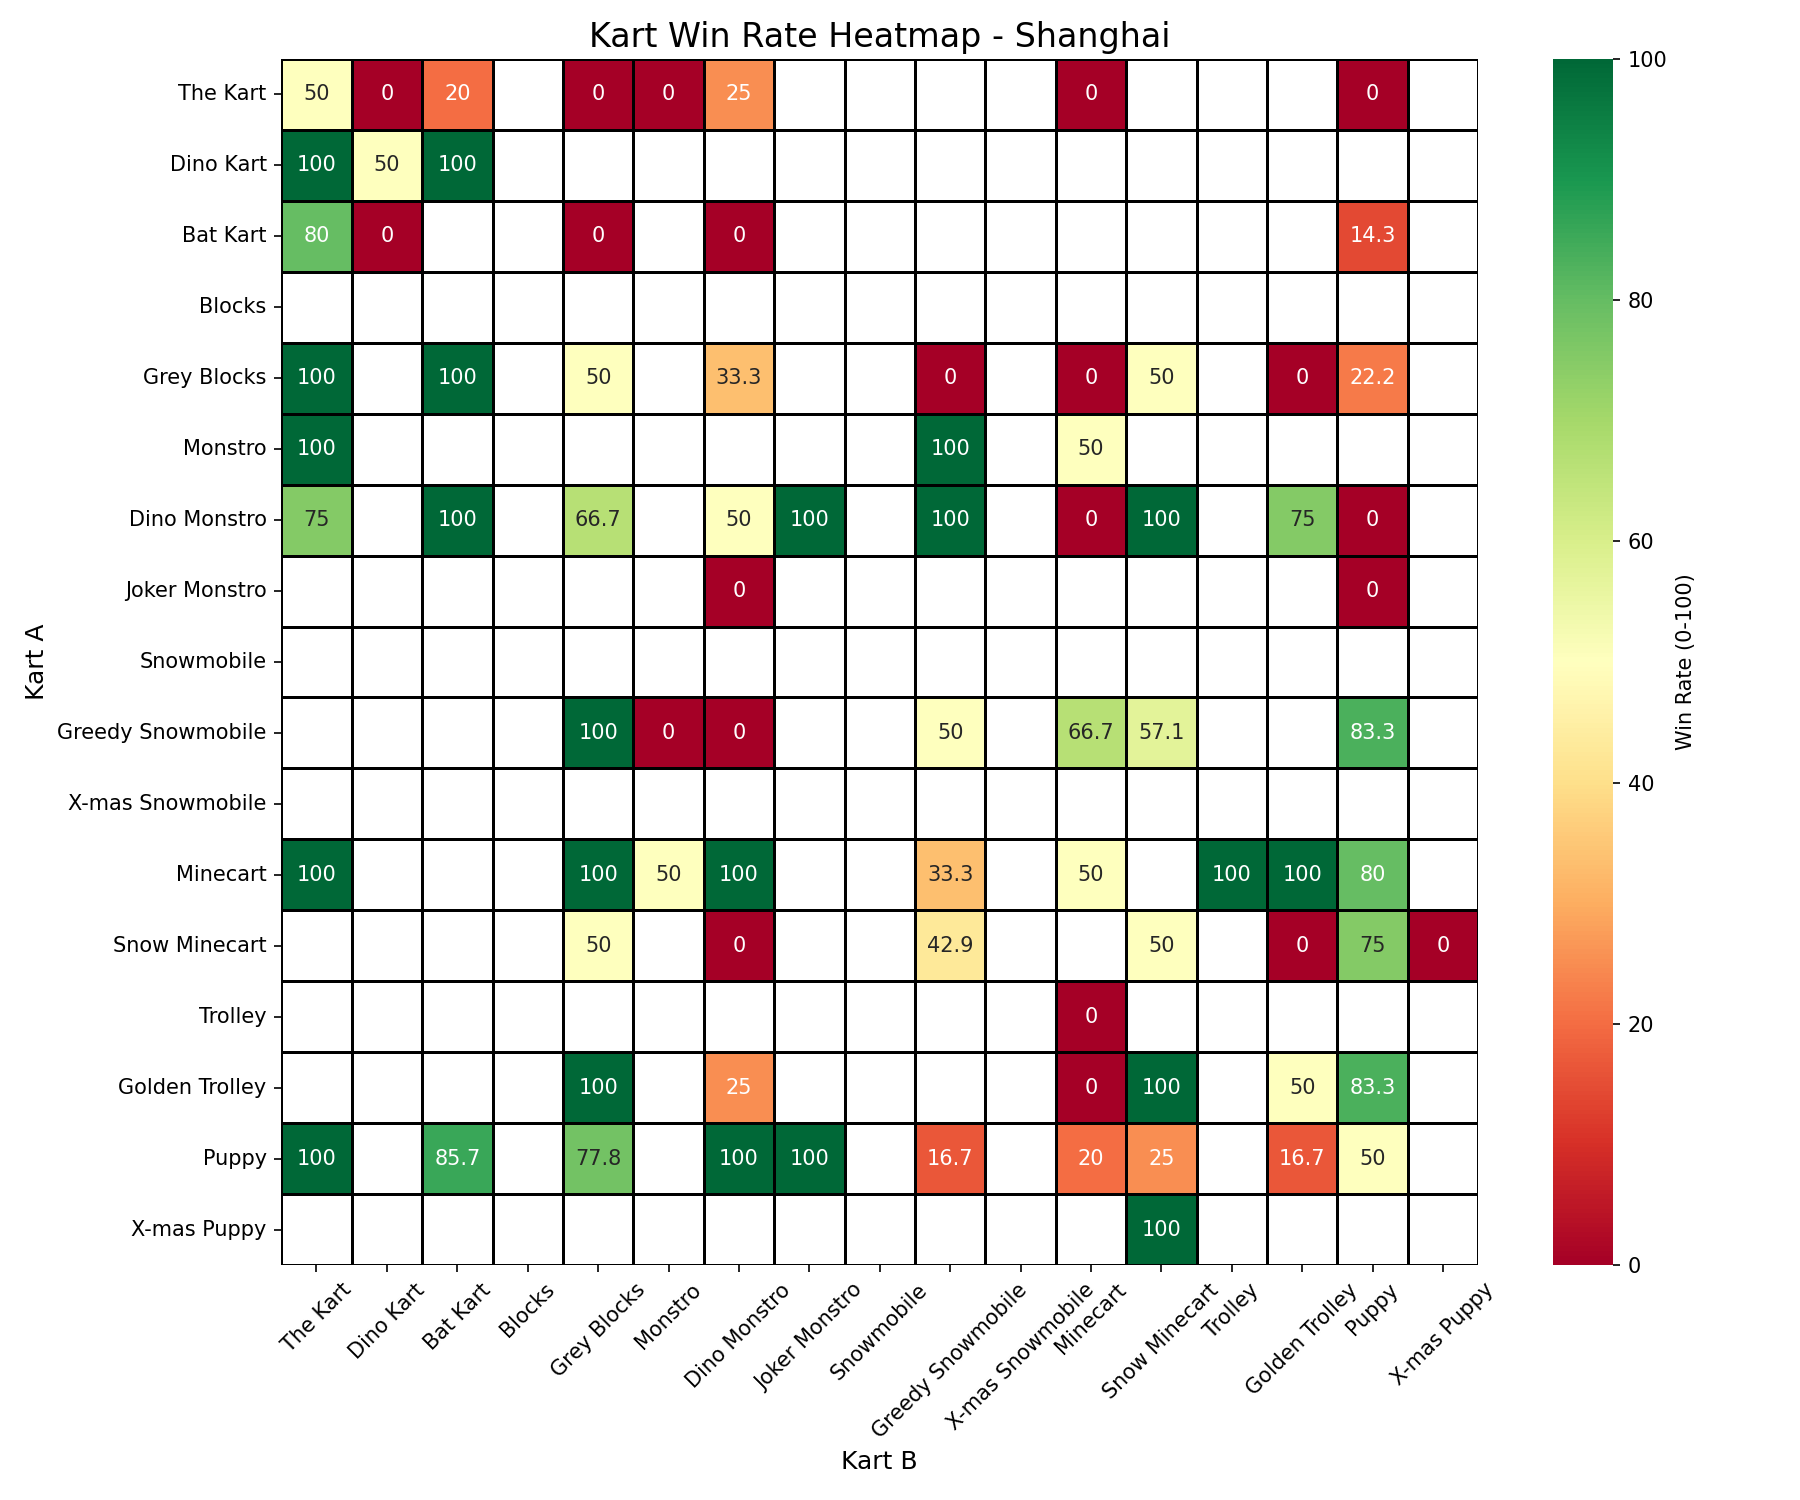 Kart Win Rate Heatmap - Shanghai
The Kart 50 0 20 0 0 25 0 0
Dino Kart 100 50 100
Bat Kart 80 0 0 0 14.3
Blocks
Grey Blocks 100 100 50 33.3 0 0 50 0 22.2
Monstro 100 100 50
Dino Monstro 75 100 66.7 50 100 100 0 100 75 0
Joker Monstro 0 0
Snowmobile
Greedy Snowmobile 100 0 0 50 66.7 57.1 83.3
X-mas Snowmobile
Minecart 100 100 50 100 33.3 50 100 100 80
Snow Minecart 50 0 42.9 50 0 75 0
Trolley 0
Golden Trolley 100 25 0 100 50 83.3
Puppy 100 85.7 77.8 100 100 16.7 20 25 16.7 50
X-mas Puppy 100
The Kart
Dino Kart
Bat Kart
Blocks
Grey Blocks
Monstro
Dino Monstro
Joker Monstro
Snowmobile
Greedy Snowmobile
X-mas Snowmobile
Minecart
Snow Minecart
Trolley
Golden Trolley
Puppy
X-mas Puppy
Kart B
Kart A
100
80
60
40
20
0
Win Rate (0-100)